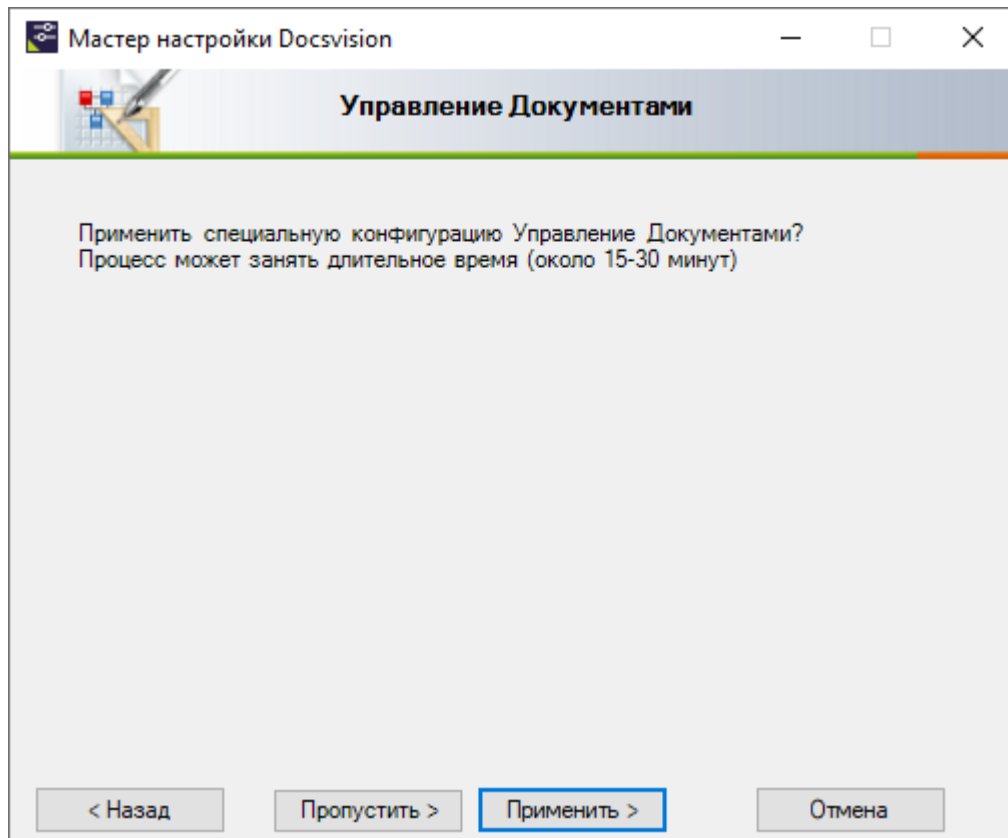 Мастер настройки Docsvision
Управление Документами
Применить специальную конфигурацию Управление Документами?
Процесс может занять длительное время (около 15-30 минут)
< Назад
Пропустить >
Применить >
Отмена